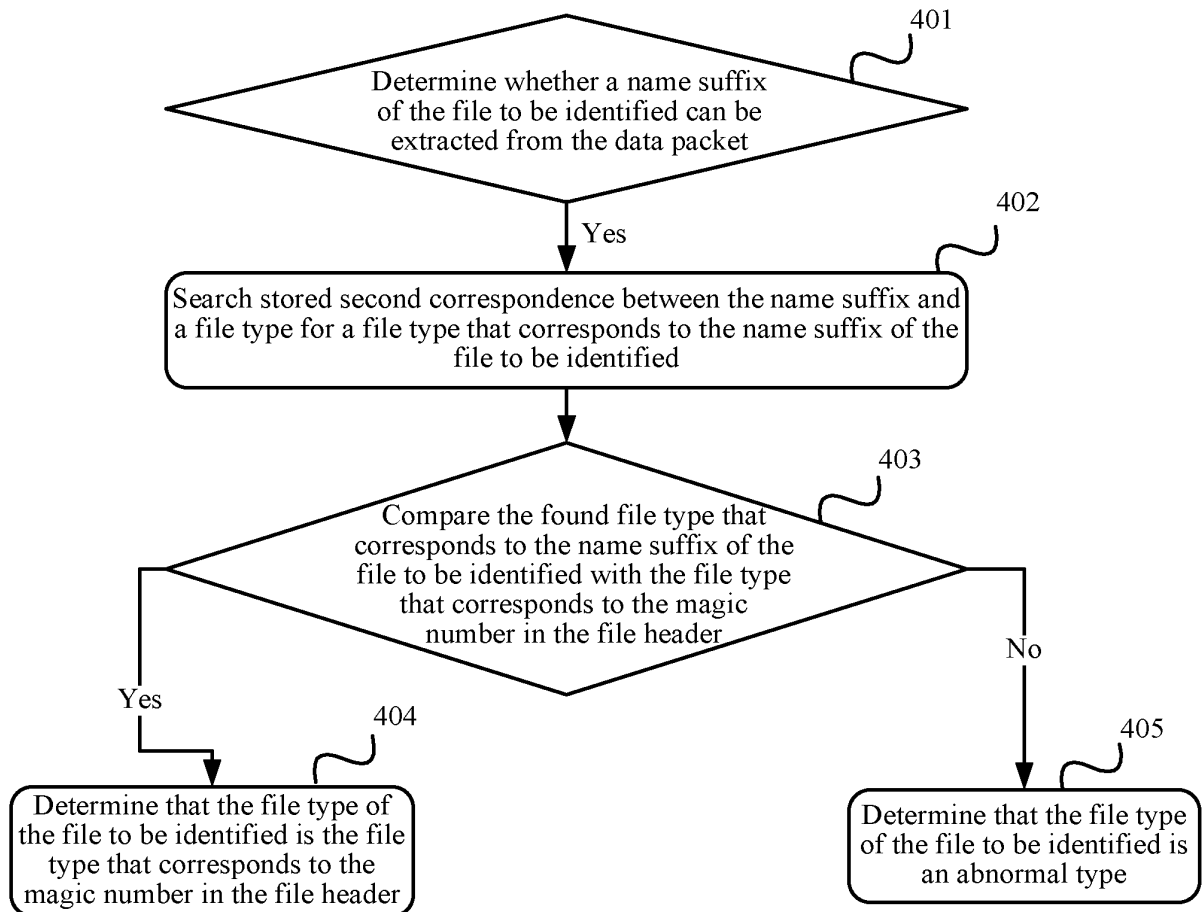 401
Determine whether a name suffix
of the file to be identified can be
extracted from the data packet
Yes
402
Search stored second correspondence between the name suffix and
a file type for a file type that corresponds to the name suffix of the
file to be identified
403
Compare the found file type that
corresponds to the name suffix of the
file to be identified with the file type
that corresponds to the magic
number in the file header
Yes
No
404
Determine that the file type of
the file to be identified is the file
type that corresponds to the
magic number in the file header
405
Determine that the file type
of the file to be identified is
an abnormal type